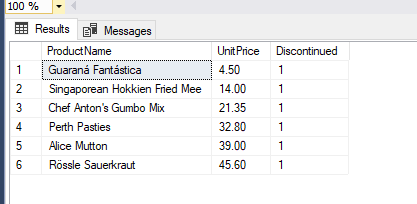 100 %
Results Messages
ProductName UnitPrice Discontinued
1 Guaraná Fantástica 4.50 1
2 Singaporean Hokkien Fried Mee 14.00 1
3 Chef Anton's Gumbo Mix 21.35 1
4 Perth Pasties 32.80 1
5 Alice Mutton 39.00 1
6 Rössle Sauerkraut 45.60 1